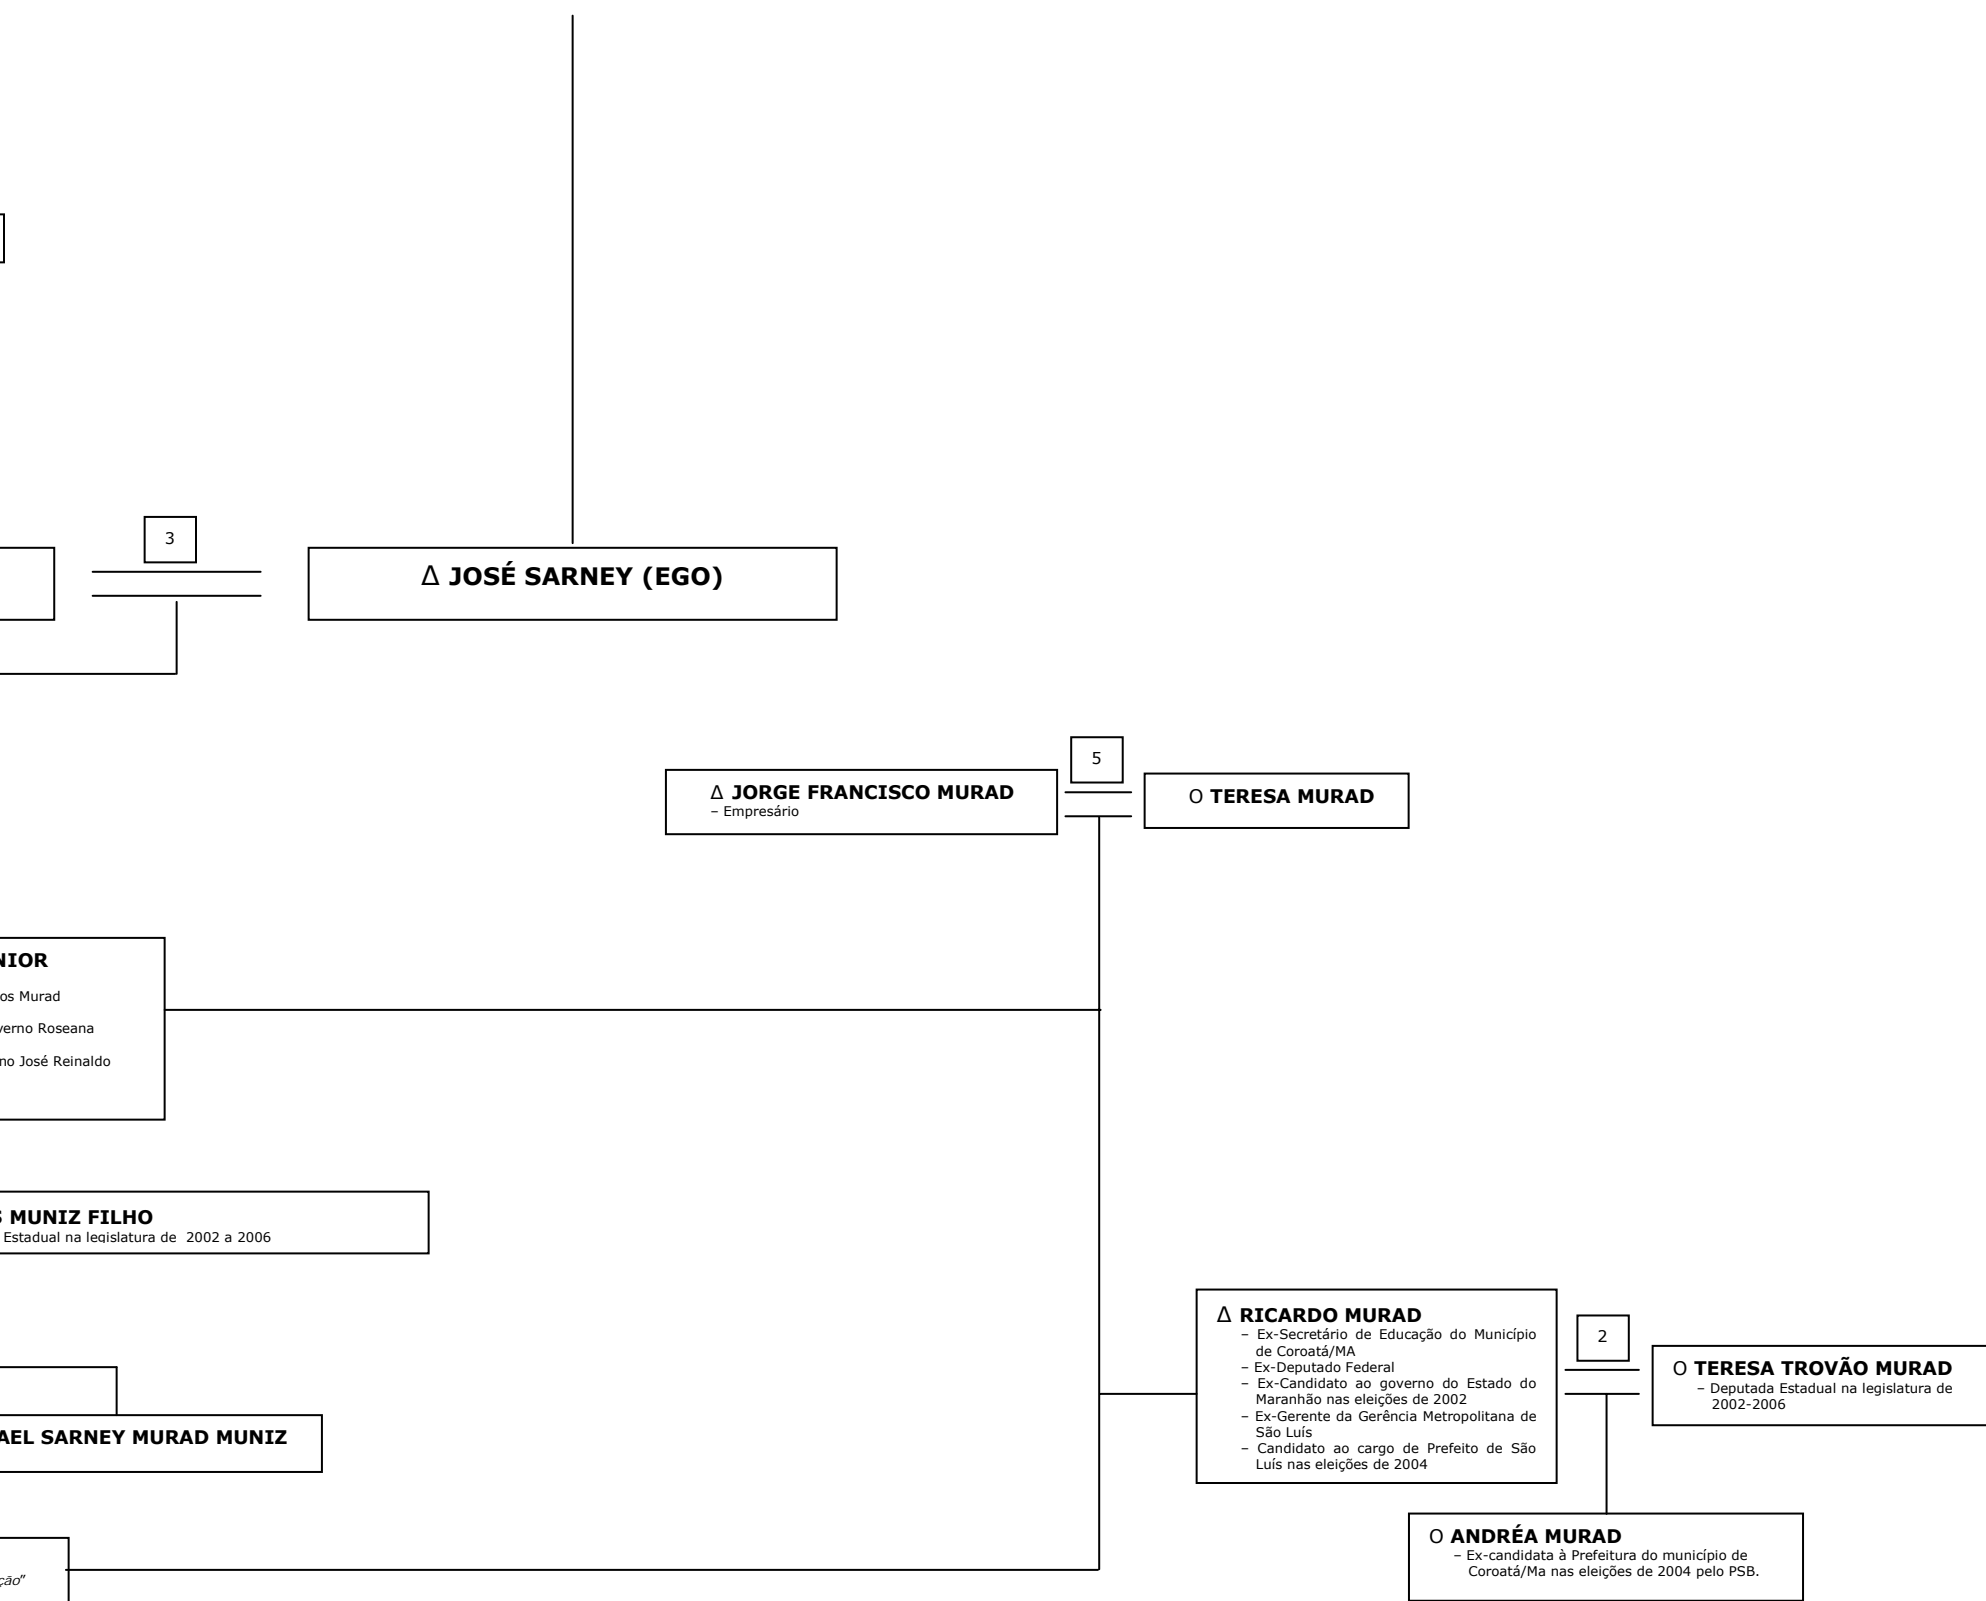 3
Δ JOSÉ SARNEY (EGO)
5
Δ JORGE FRANCISCO MURAD
– Empresário
O TERESA MURAD
NIOR
os Murad
verno Roseana
no José Reinaldo
S MUNIZ FILHO
Estadual na legislatura de 2002 a 2006
Δ RICARDO MURAD
– Ex-Secretário de Educação do Município
de Coroatá/MA
– Ex-Deputado Federal
– Ex-Candidato ao governo do Estado do
Maranhão nas eleições de 2002
– Ex-Gerente da Gerência Metropolitana de
São Luís
– Candidato ao cargo de Prefeito de São
Luís nas eleições de 2004
2
O TERESA TROVÃO MURAD
– Deputada Estadual na legislatura de
2002-2006
AEL SARNEY MURAD MUNIZ
O ANDRÉA MURAD
– Ex-candidata à Prefeitura do município de
Coroatá/Ma nas eleições de 2004 pelo PSB.
ção”